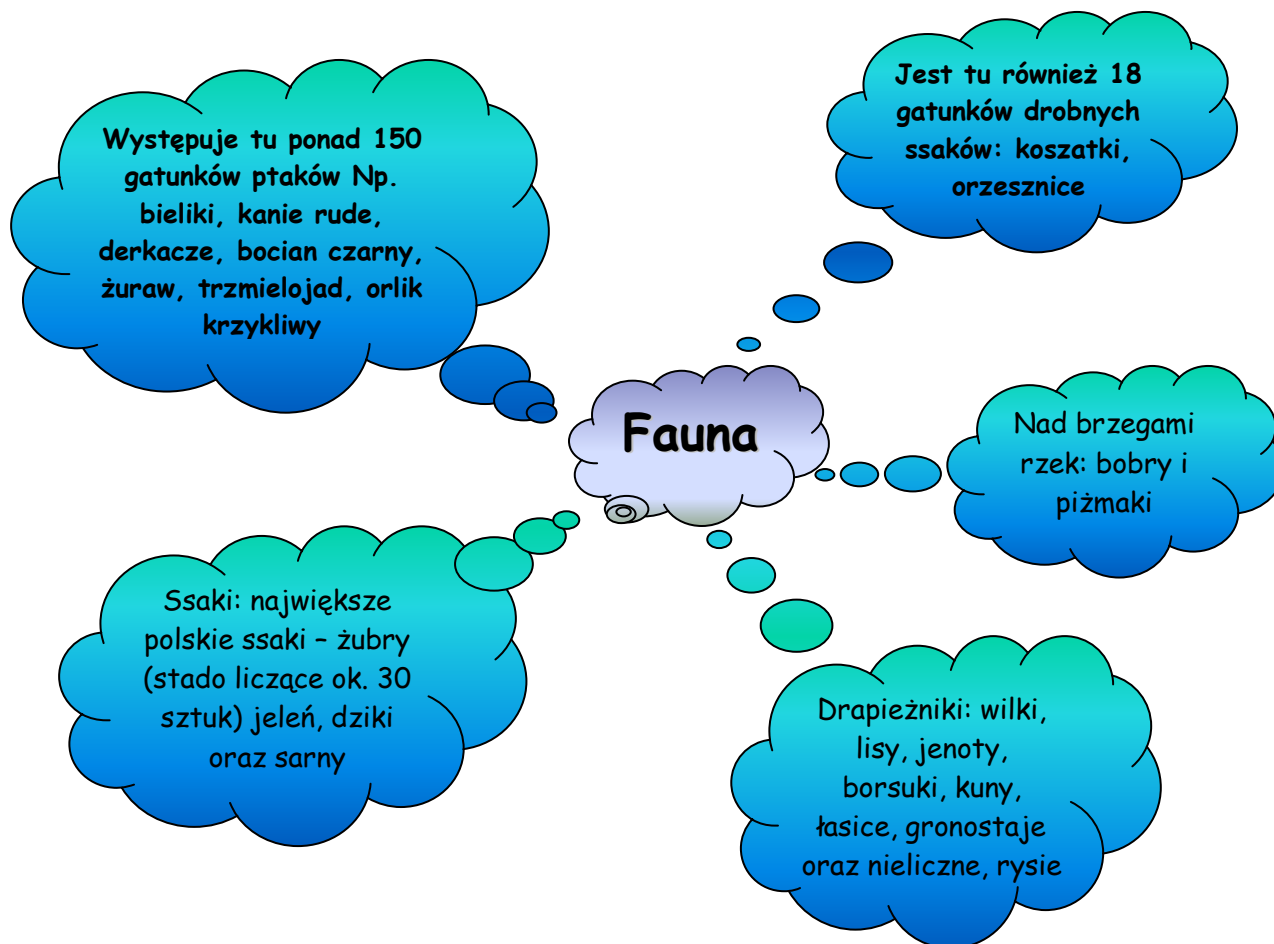 Występuje tu ponad 150
gatunków ptaków Np.
bieliki, kanie rude,
derkacze, bocian czarny,
żuraw, trzmielojad, orlik
krzykliwy
Jest tu również 18
gatunków drobnych
ssaków: koszatki,
orzesznice
Fauna
Nad brzegami
rzek: bobry i
piżmaki
Ssaki: największe
polskie ssaki – żubry
(stado liczące ok. 30
sztuk) jeleń, dziki
oraz sarny
Drapieżniki: wilki,
lisy, jenoty,
borsuki, kuny,
łasice, gronostaje
oraz nieliczne, rysie